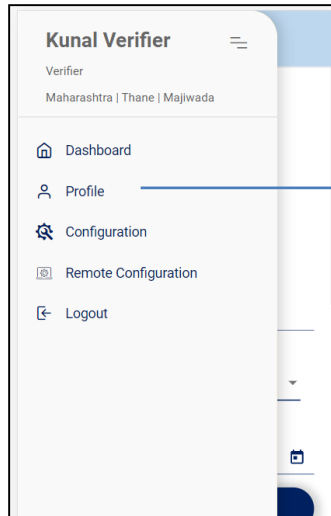 Kunal Verifier
Verifier
Maharashtra | Thane | Majiwada
Dashboard
Profile
Configuration
Remote Configuration
Logout